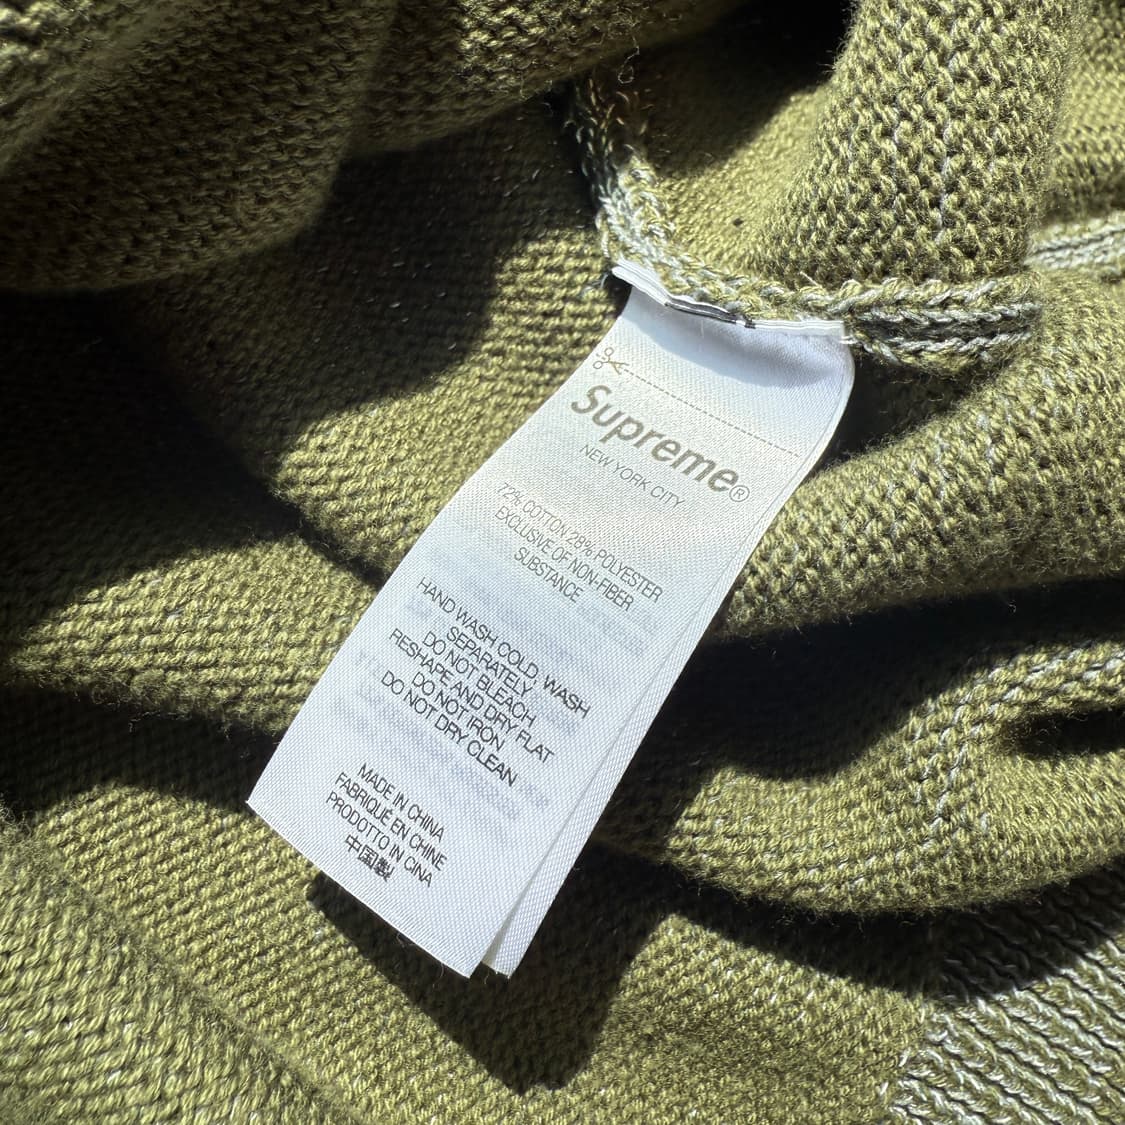 Supreme®
NEW YORK CITY
72% COTTON 28% POLYESTER
EXCLUSIVE OF NON-FIBER
SUBSTANCE
HAND WASH COLD, WASH
SEPARATELY
DO NOT BLEACH
RESHAPE AND DRY FLAT
DO NOT IRON
DO NOT DRY CLEAN
MADE IN CHINA
FABRIQUÉ EN CHINE
PRODOTTO IN CINA
中国製